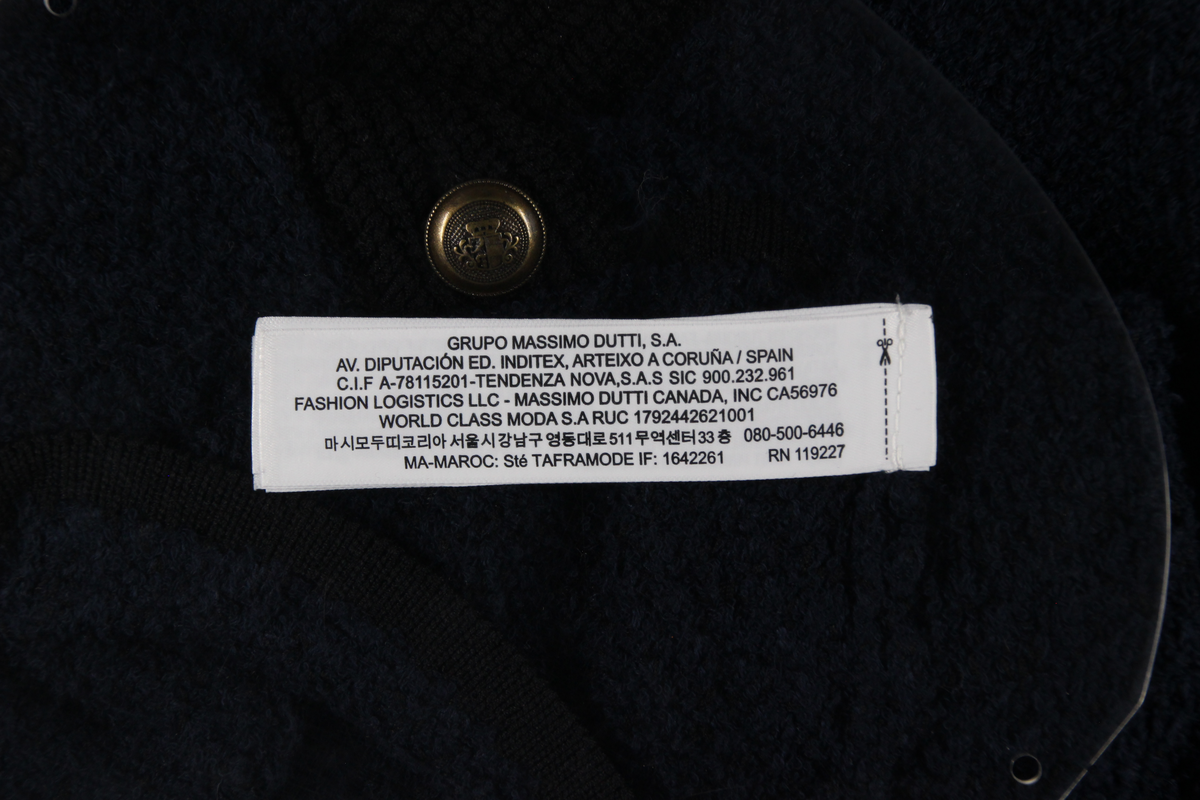 GRUPO MASSIMO DUTTI, S.A.
AV. DIPUTACIÓN ED. INDITEX, ARTEIXO A CORUÑA / SPAIN
C.I.F A-78115201-TENDENZA NOVA,S.A.S SIC 900.232.961
FASHION LOGISTICS LLC - MASSIMO DUTTI CANADA, INC CA56976
WORLD CLASS MODA S.A RUC 1792442621001
마시모두띠코리아 서울시강남구영동대로511무역센터33층 080-500-6446
MA-MAROC: Sté TAFRAMODE IF: 1642261 RN 119227